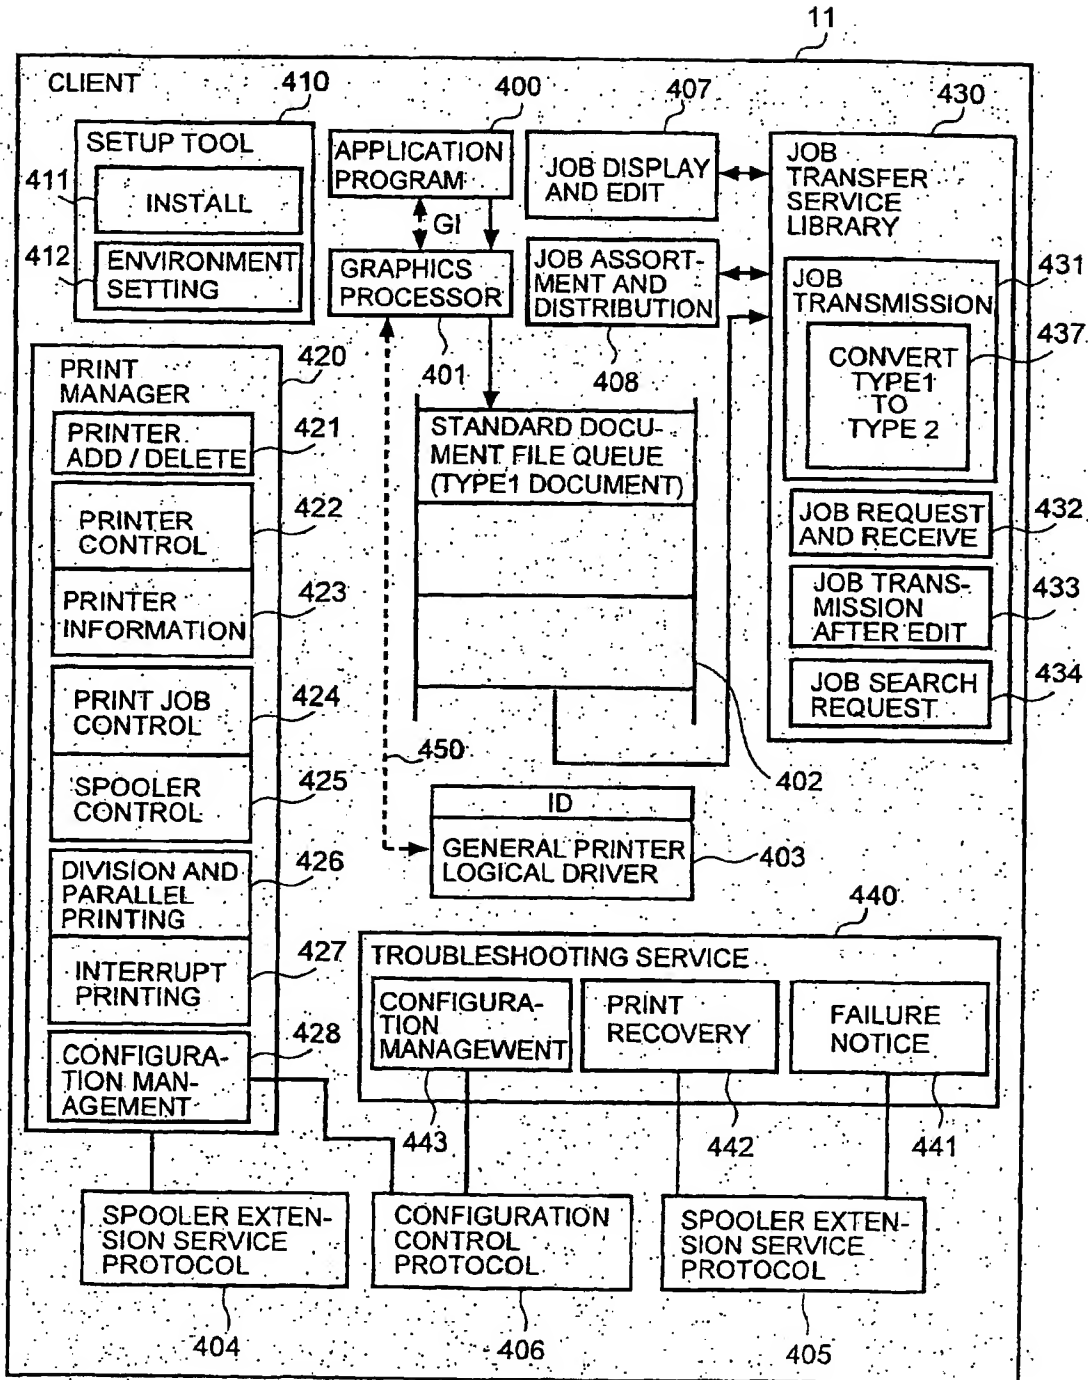 11
CLIENT
410
400
407
430
SETUP TOOL
411
INSTALL
412
ENVIRONMENT
SETTING
APPLICATION
PROGRAM
GI
GRAPHICS
PROCESSOR
401
JOB DISPLAY
AND EDIT
JOB ASSORT-
MENT AND
DISTRIBUTION
408
JOB
TRANSFER
SERVICE
LIBRARY
431
JOB
TRANSMISSION
437
CONVERT
TYPE1
TO
TYPE 2
432
JOB REQUEST
AND RECEIVE
433
JOB TRANS-
MISSION
AFTER EDIT
434
JOB SEARCH
REQUEST
420
PRINT
MANAGER
PRINTER
ADD / DELETE
421
PRINTER
CONTROL
422
PRINTER
INFORMATION
423
PRINT JOB
CONTROL
424
SPOOLER
CONTROL
425
DIVISION AND
PARALLEL
PRINTING
426
INTERRUPT
PRINTING
427
CONFIGURA-
TION MAN-
AGEMENT
428
STANDARD DOCU-
MENT FILE QUEUE
(TYPE1 DOCUMENT)
402
450
ID
GENERAL PRINTER
LOGICAL DRIVER
403
440
TROUBLESHOOTING SERVICE
CONFIGURA-
TION
MANAGEWENT
443
PRINT
RECOVERY
442
FAILURE
NOTICE
441
SPOOLER EXTEN-
SION SERVICE
PROTOCOL
404
CONFIGURATION
CONTROL
PROTOCOL
406
SPOOLER EXTEN-
SION SERVICE
PROTOCOL
405